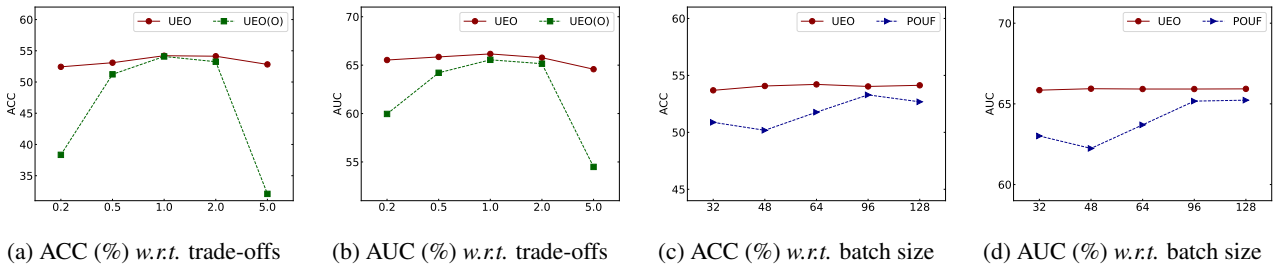 UEO UEO(O)
60
55
50
45
40
35
ACC
0.2 0.5 1.0 2.0 5.0
(a) ACC (%) w.r.t. trade-offs
UEO UEO(O)
70
65
60
55
AUC
0.2 0.5 1.0 2.0 5.0
(b) AUC (%) w.r.t. trade-offs
UEO POUF
60
55
50
45
ACC
32 48 64 96 128
(c) ACC (%) w.r.t. batch size
UEO POUF
70
65
60
AUC
32 48 64 96 128
(d) AUC (%) w.r.t. batch size